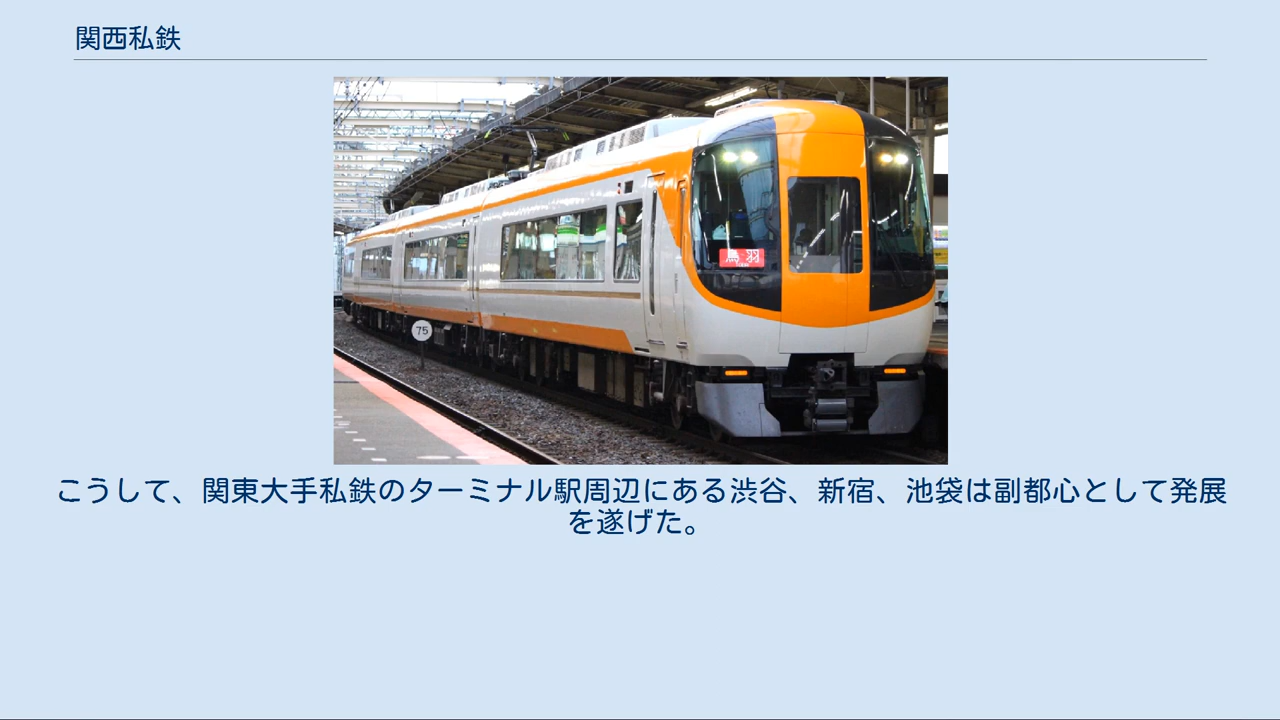 関西私鉄
鳥羽
75
こうして、関東大手私鉄のターミナル駅周辺にある渋谷、新宿、池袋は副都心として発展
を遂げた。